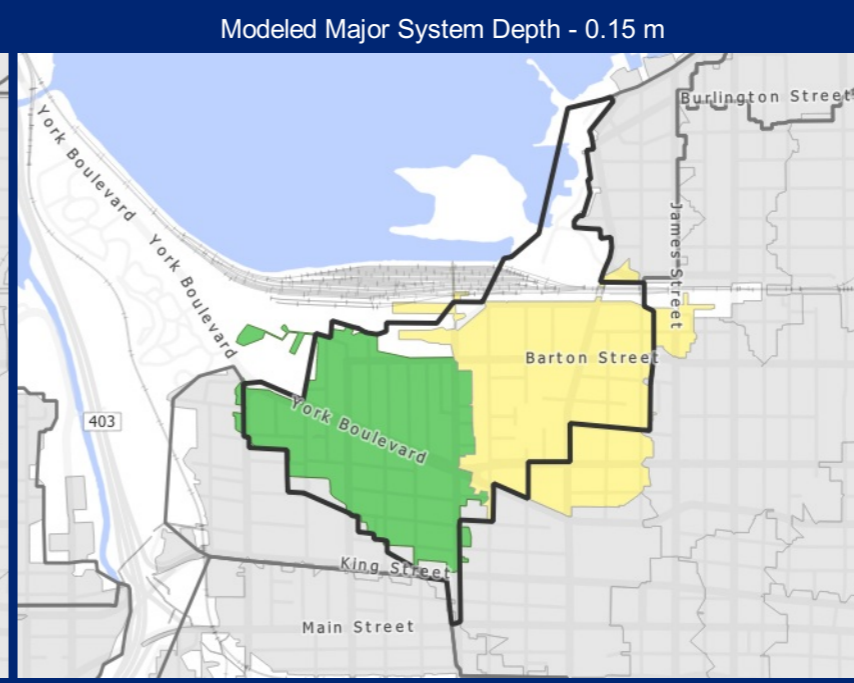 Modeled Major System Depth - 0.15 m
Burlington Street
York Boulevard
York Boulevard
James Street
Barton Street
York Boulevard
403
King Street
Main Street